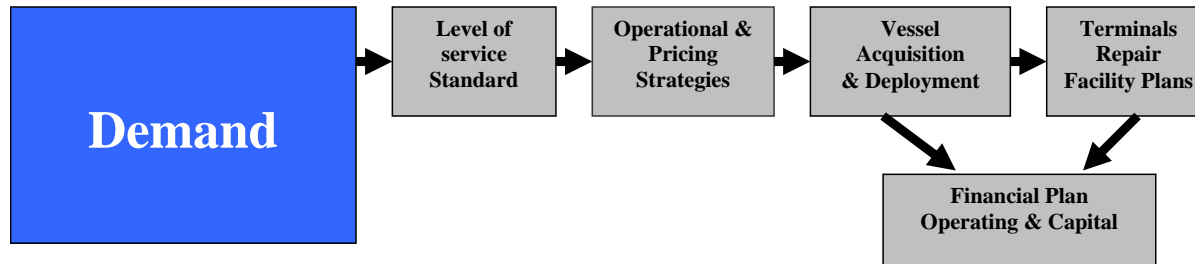 Demand
Level of
service
Standard
Operational &
Pricing
Strategies
Vessel
Acquisition
& Deployment
Terminals
Repair
Facility Plans
Financial Plan
Operating & Capital